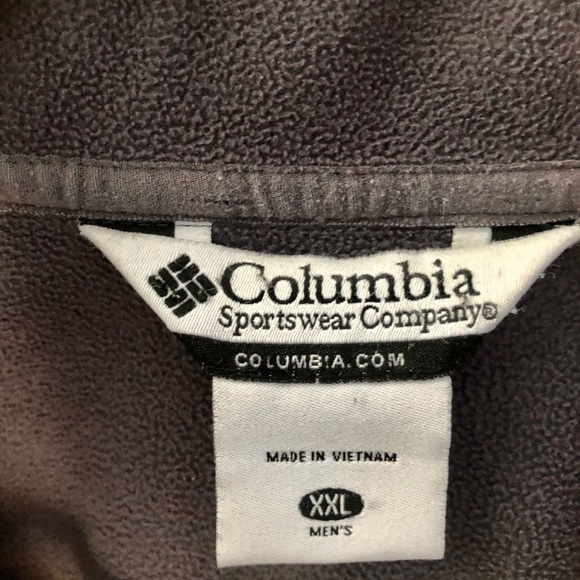 Columbia
Sportswear Company®
COLUMBIA.COM
MADE IN VIETNAM
XXL
MEN'S